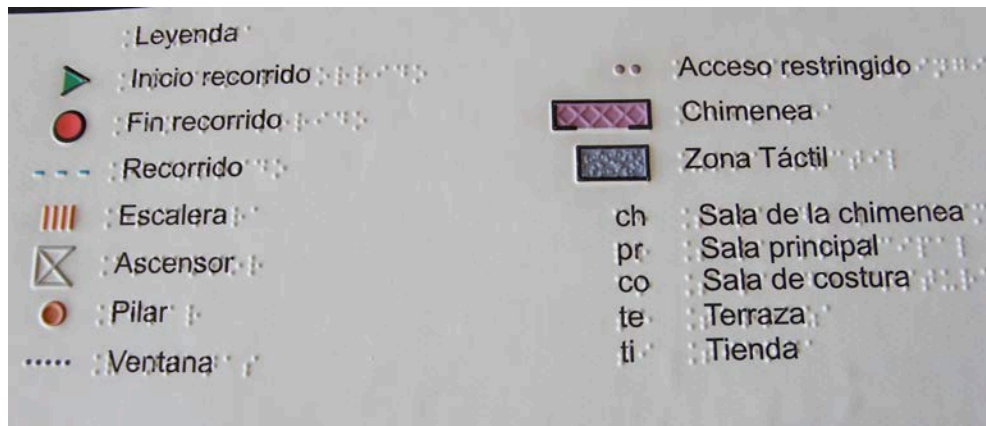 Leyenda
Inicio recorrido
Fin recorrido
Recorrido
Escalera
Ascensor
Pilar
Ventana
Acceso restringido
Chimenea
Zona Táctil
ch Sala de la chimenea
pr Sala principal
co Sala de costura
te Terraza
ti Tienda